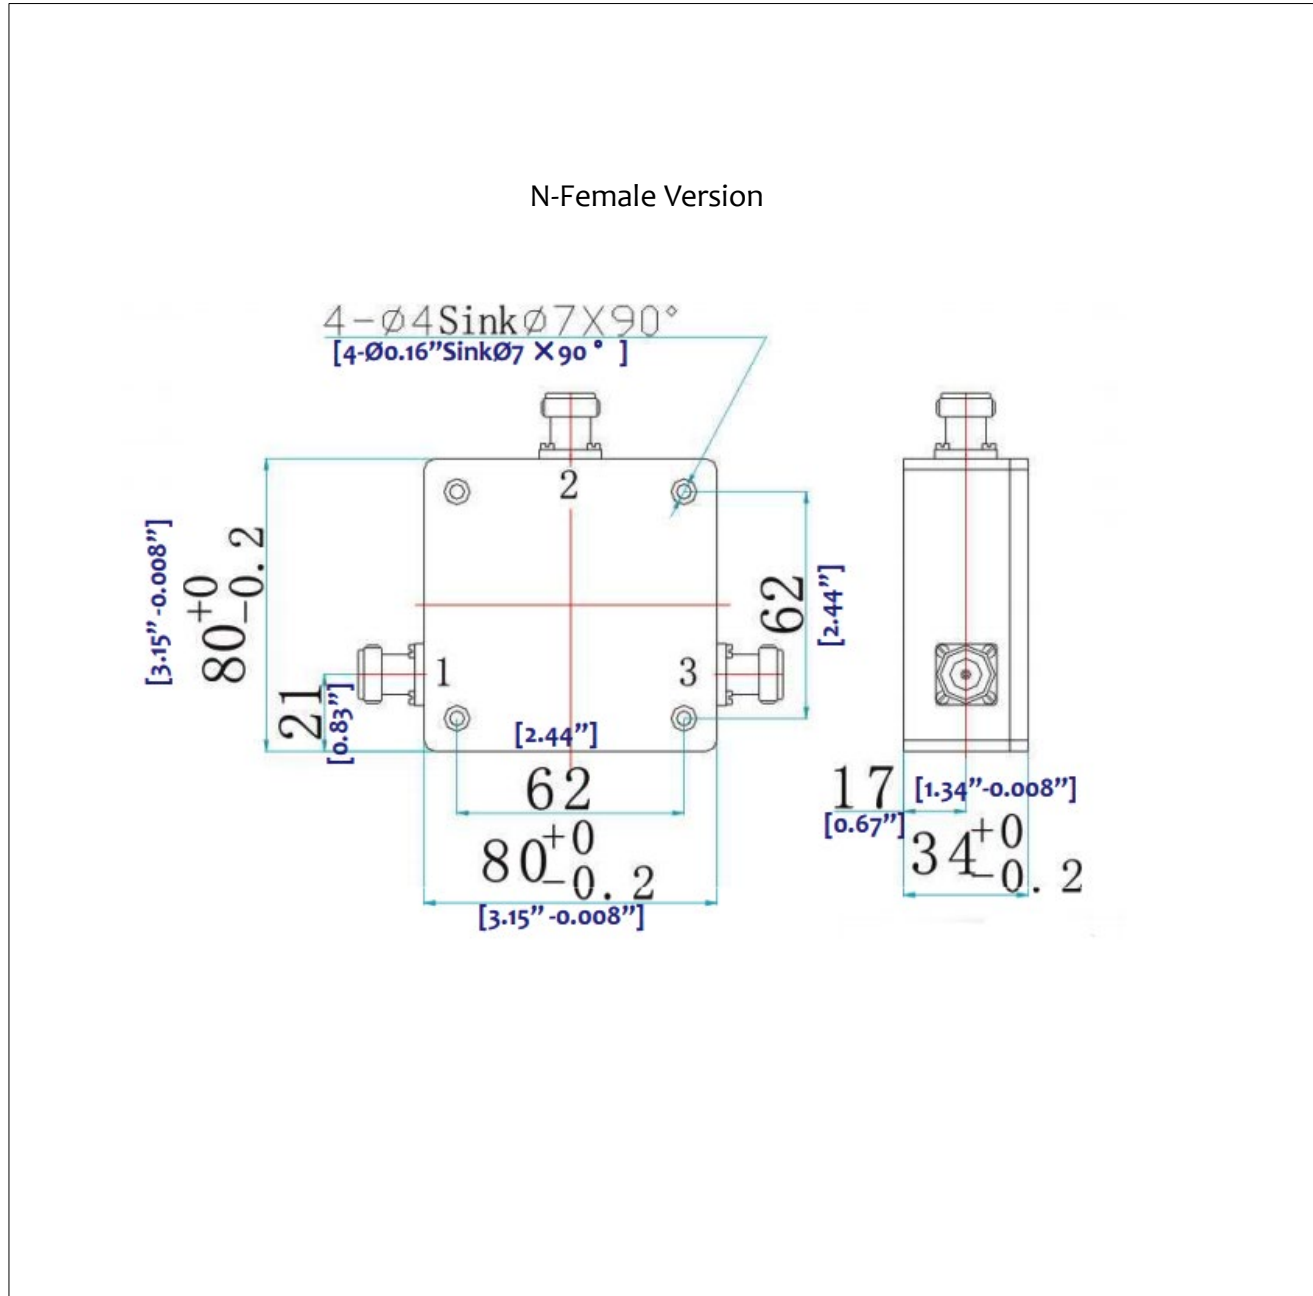 N-Female Version
4-ø4Sinkø7X90°
[4-Ø0.16”SinkØ7 ×90° ]
2
1
3
80 +0 -0.2
[3.15” -0.008”]
21
[0.83”]
62
[2.44”]
[2.44”]
62
80 +0 -0.2
[3.15” -0.008”]
17
[0.67”]
[1.34”-0.008”]
34 +0 -0.2